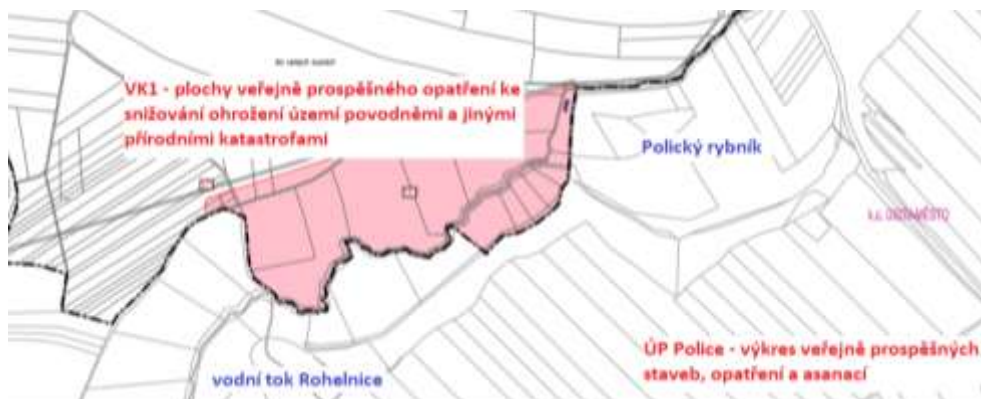 VK1 - plochy veřejně prospěšného opatření ke
snižování ohrožení území povodněmi a jinými
přírodními katastrofami
Polický rybník
vodní tok Rohelnice
ÚP Police - výkres veřejně prospěšných
staveb, opatření a asanací